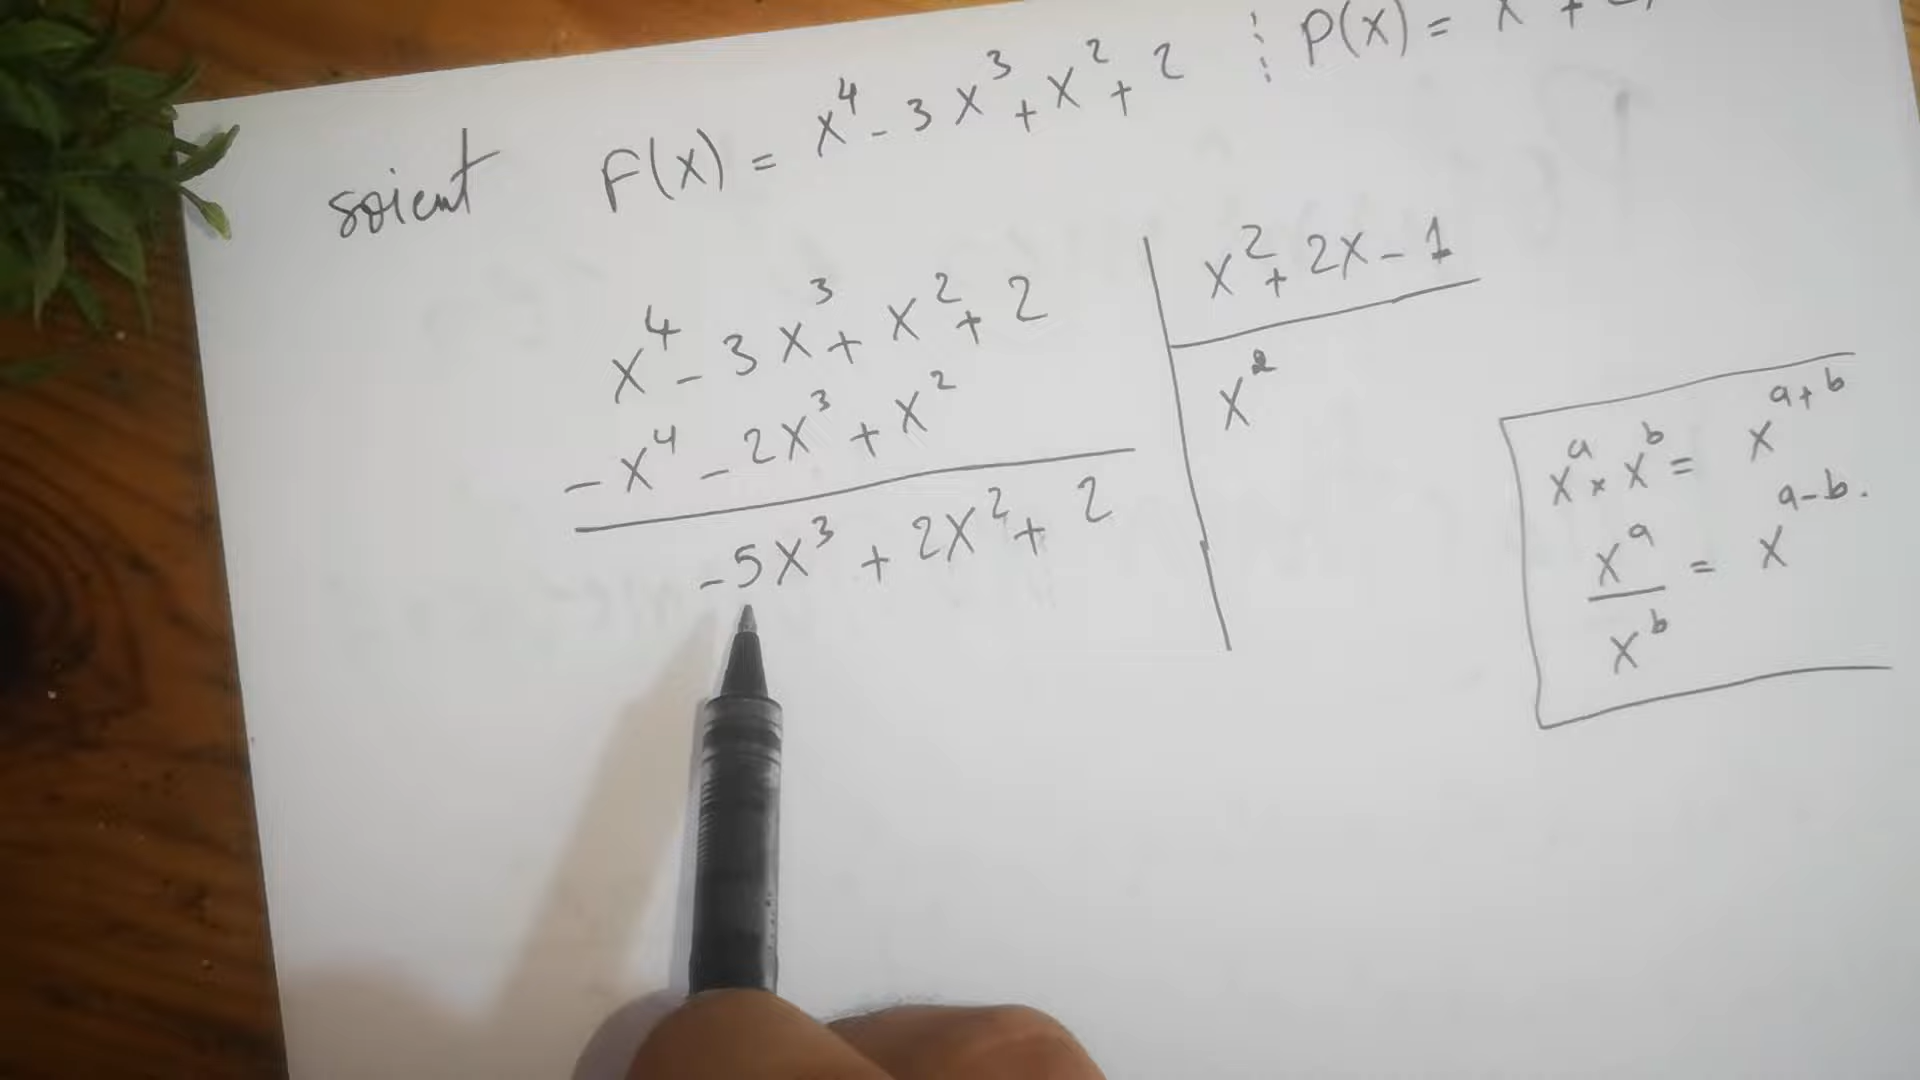 soient F(x) = x⁴ - 3x³ + x² + 2 ⋮ P(x) = x +
x⁴ - 3x³ + x² + 2 | x² + 2x - 1
- x⁴ - 2x³ + x² | x²
- 5x³ + 2x² + 2
xᵃ × xᵇ = xᵃ⁺ᵇ
xᵃ / xᵇ = xᵃ⁻ᵇ.